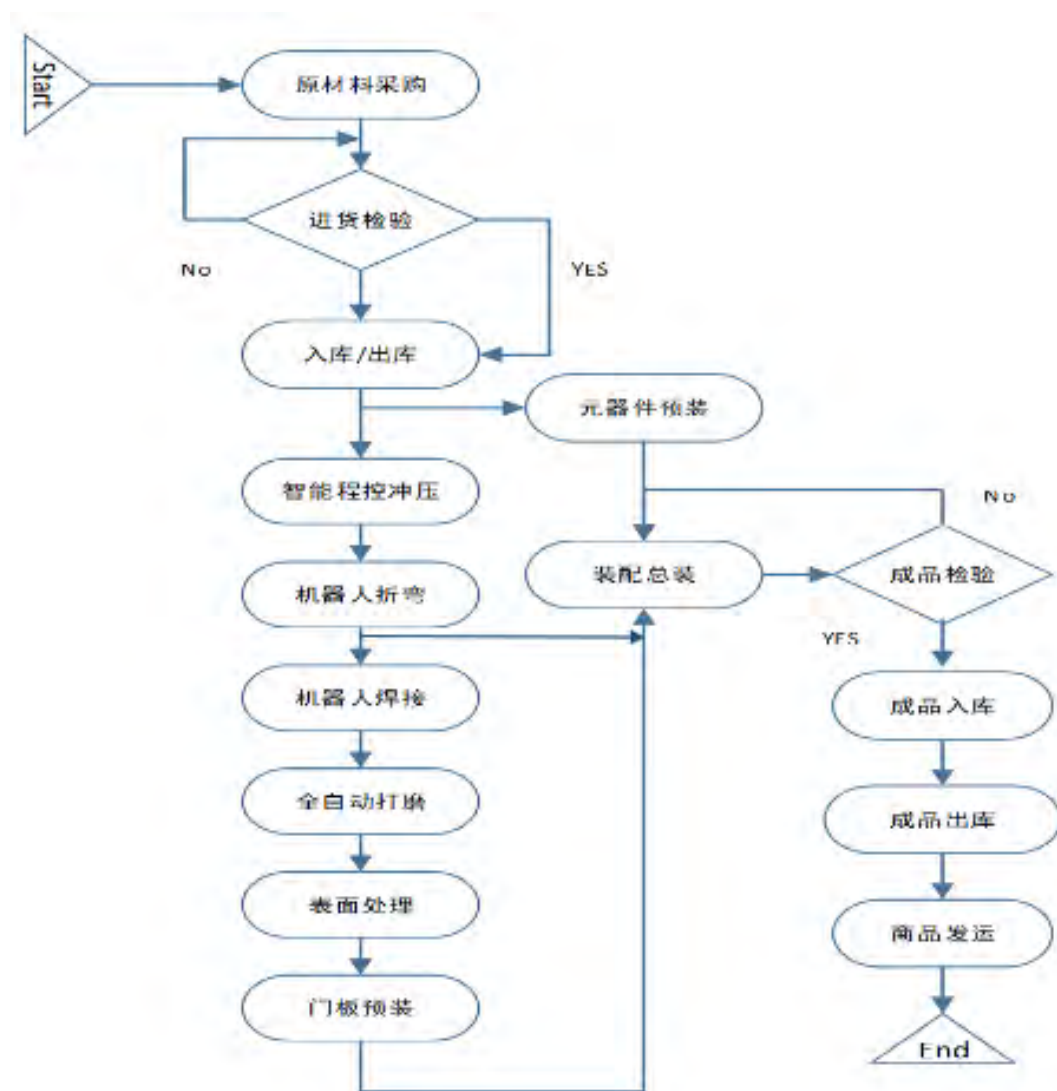 Start
原材料采购
进货检验
No
YES
入库/出库
元器件预装
智能程控冲压
No
装配总装
成品检验
机器人折弯
YES
机器人焊接
成品入库
全自动打磨
成品出库
表面处理
商品发运
门板预装
End